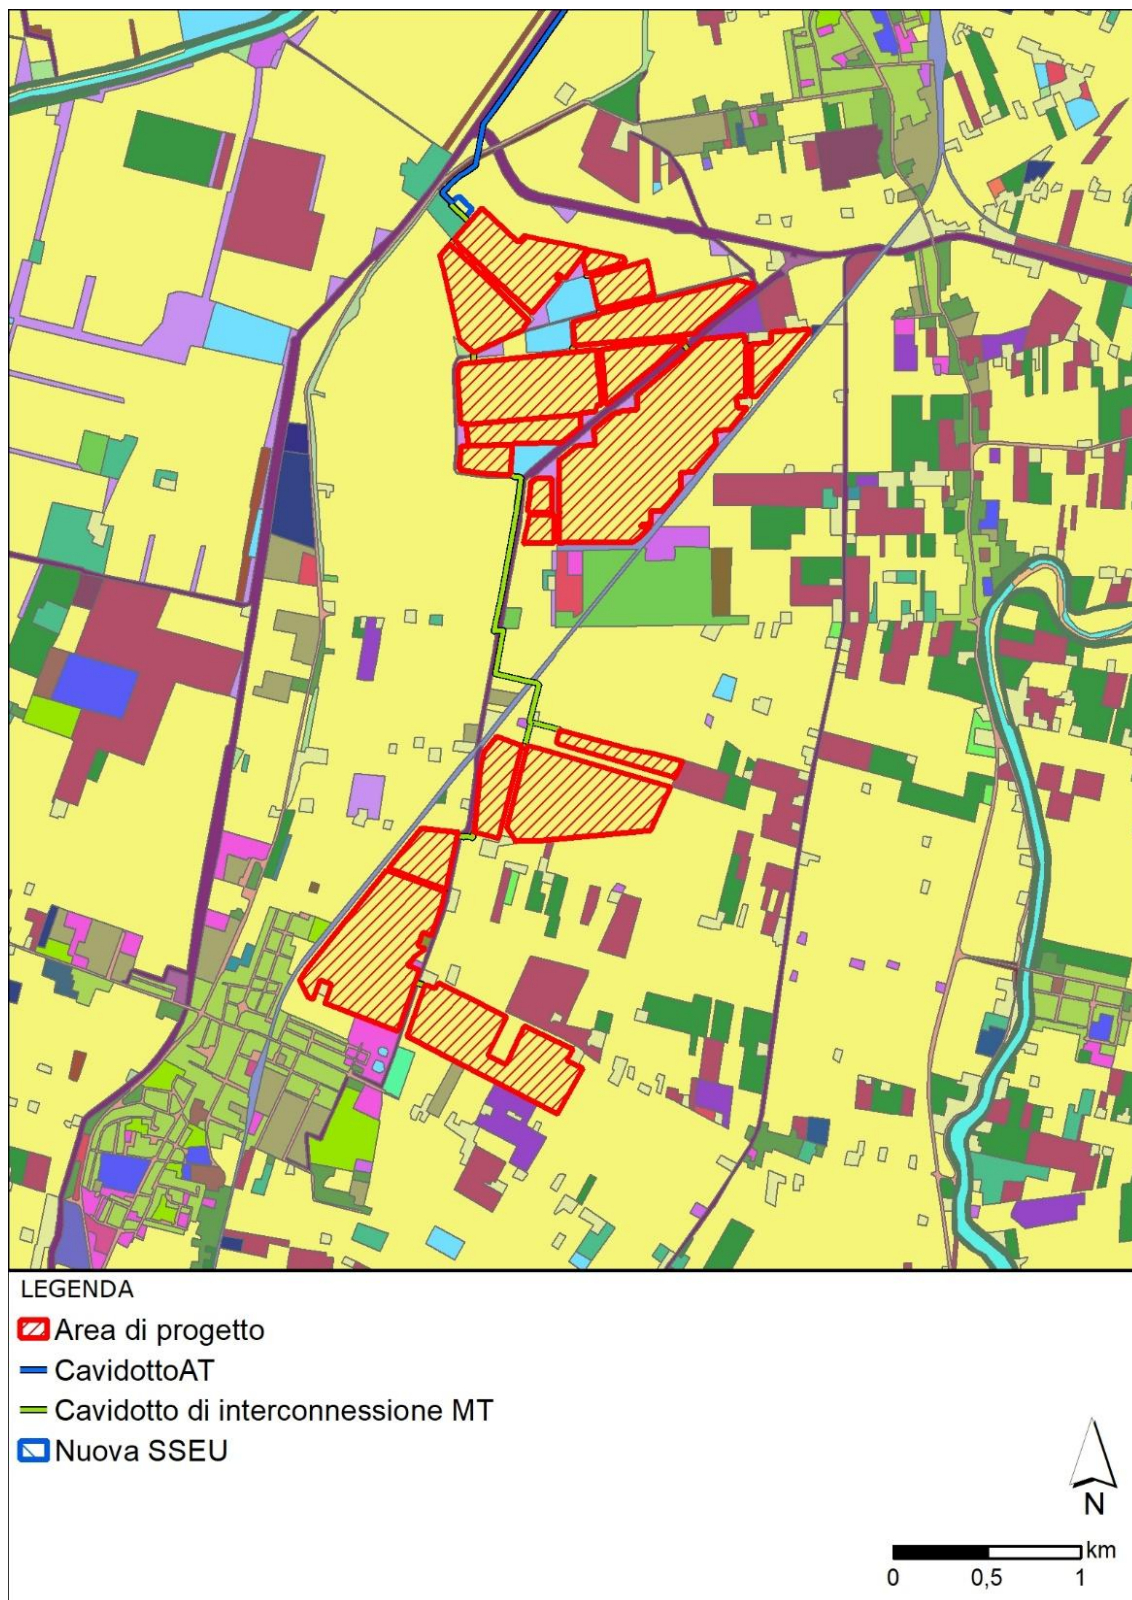 LEGENDA
Area di progetto
CavidottoAT
Cavidotto di interconnessione MT
Nuova SSEU
N
km
0 0,5 1